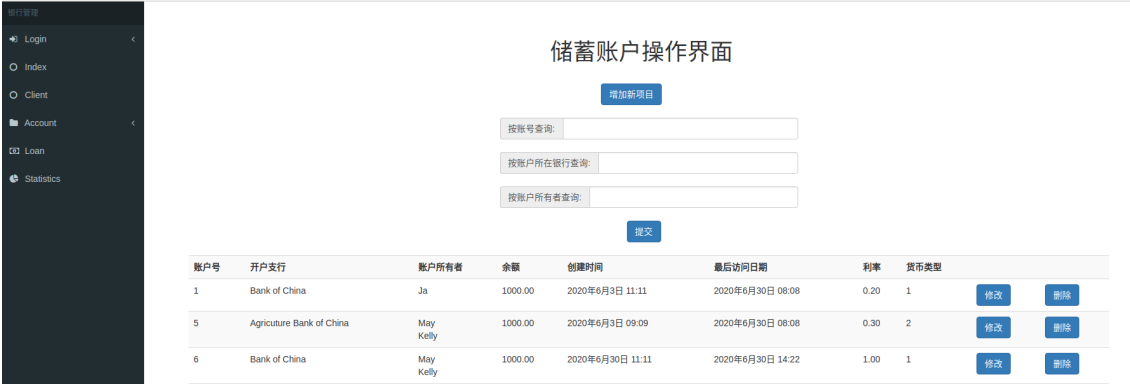 银行管理
Login
Index
Client
Account
Loan
Statistics
储蓄账户操作界面
增加新项目
按账号查询:
按账户所在银行查询:
按账户所有者查询:
提交
账户号 开户支行 账户所有者 余额 创建时间 最后访问日期 利率 货币类型
1 Bank of China Ja 1000.00 2020年6月3日 11:11 2020年6月30日 08:08 0.20 1 修改 删除
5 Agricuture Bank of China May 1000.00 2020年6月3日 09:09 2020年6月30日 08:08 0.30 2 修改 删除
Kelly
6 Bank of China May 1000.00 2020年6月30日 11:11 2020年6月30日 14:22 1.00 1 修改 删除
Kelly